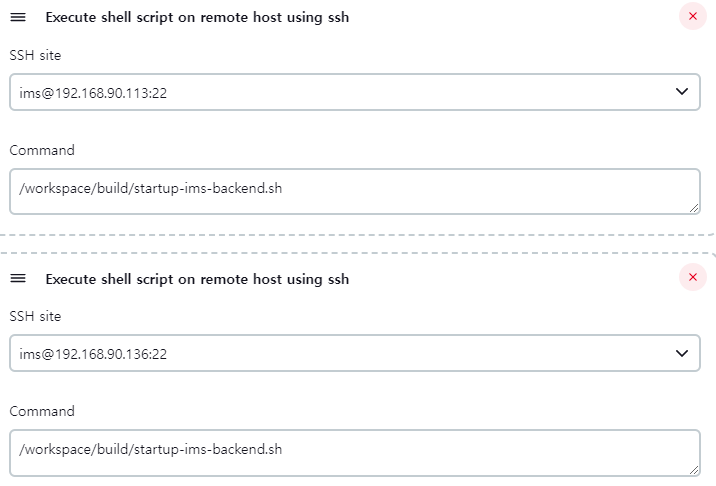 Execute shell script on remote host using ssh
SSH site
ims@192.168.90.113:22
Command
/workspace/build/startup-ims-backend.sh
Execute shell script on remote host using ssh
SSH site
ims@192.168.90.136:22
Command
/workspace/build/startup-ims-backend.sh